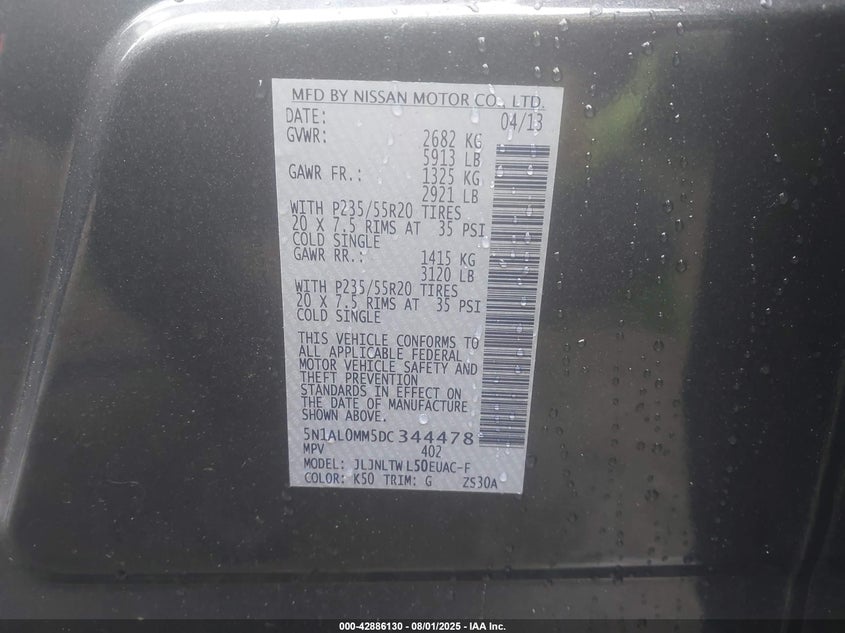 MFD BY NISSAN MOTOR CO., LTD.
DATE: 04/13
GVWR: 2682 KG
5913 LB
GAWR FR.: 1325 KG
2921 LB
WITH P235/55R20 TIRES
20 X 7.5 RIMS AT 35 PSI
COLD SINGLE
GAWR RR.: 1415 KG
3120 LB
WITH P235/55R20 TIRES
20 X 7.5 RIMS AT 35 PSI
COLD SINGLE
THIS VEHICLE CONFORMS TO
ALL APPLICABLE FEDERAL
MOTOR VEHICLE SAFETY AND
THEFT PREVENTION
STANDARDS IN EFFECT ON
THE DATE OF MANUFACTURE
SHOWN ABOVE.
5N1AL0MM5DC344478
MPV 402
MODEL: JLJNLTWL50EUAC-F
COLOR: K50 TRIM: G ZS30A
000-42886130 - 08/01/2025 - IAA Inc.